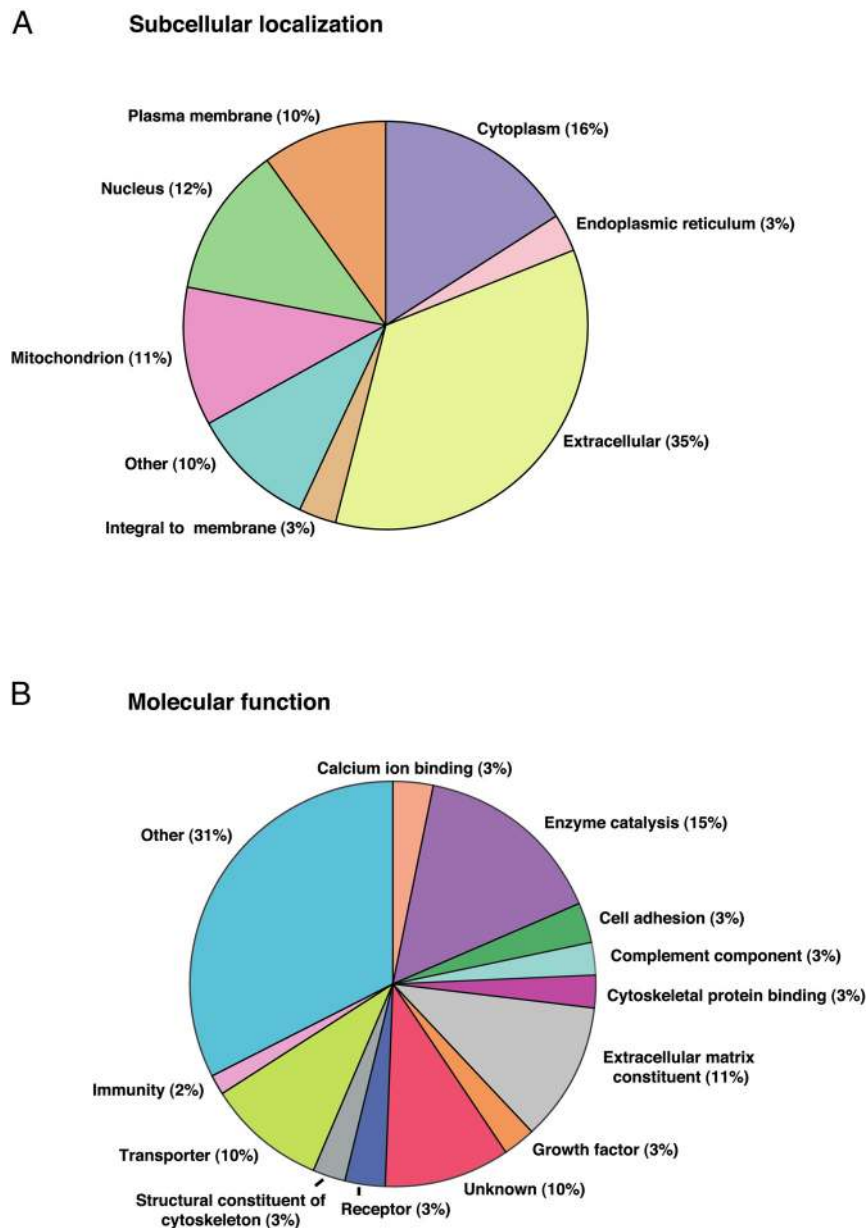 A
Subcellular localization
Plasma membrane (10%)
Cytoplasm (16%)
Nucleus (12%)
Endoplasmic reticulum (3%)
Mitochondrion (11%)
Extracellular (35%)
Other (10%)
Integral to membrane (3%)
B
Molecular function
Calcium ion binding (3%)
Other (31%)
Enzyme catalysis (15%)
Cell adhesion (3%)
Complement component (3%)
Cytoskeletal protein binding (3%)
Extracellular matrix
constituent (11%)
Immunity (2%)
Growth factor (3%)
Transporter (10%)
Unknown (10%)
Structural constituent of
cytoskeleton (3%)
Receptor (3%)